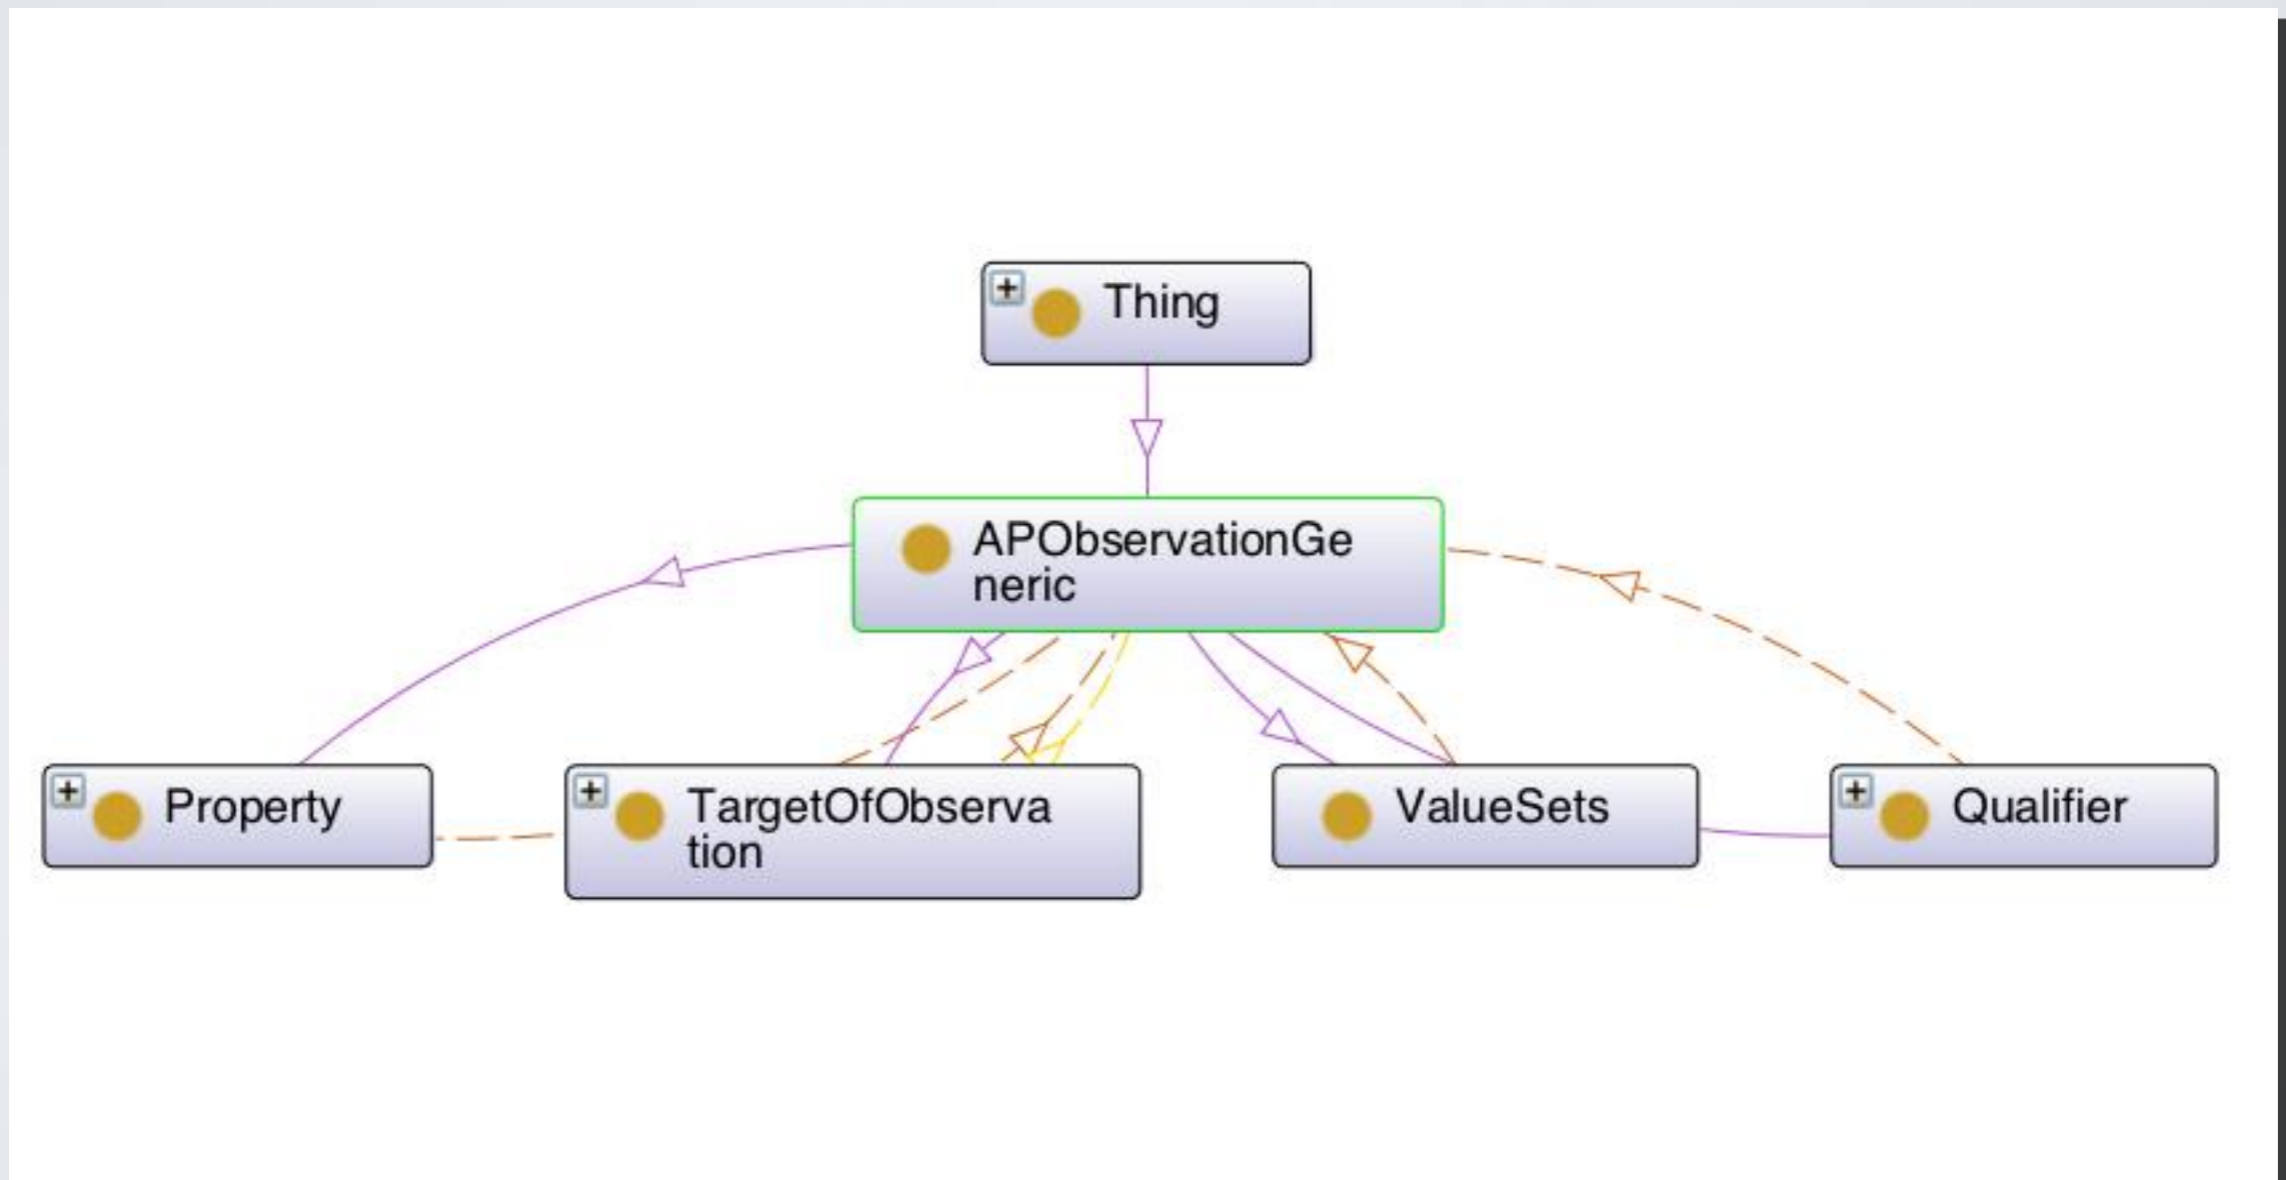 Thing
APObservationGe
neric
Property
TargetOfObserva
tion
ValueSets
Qualifier